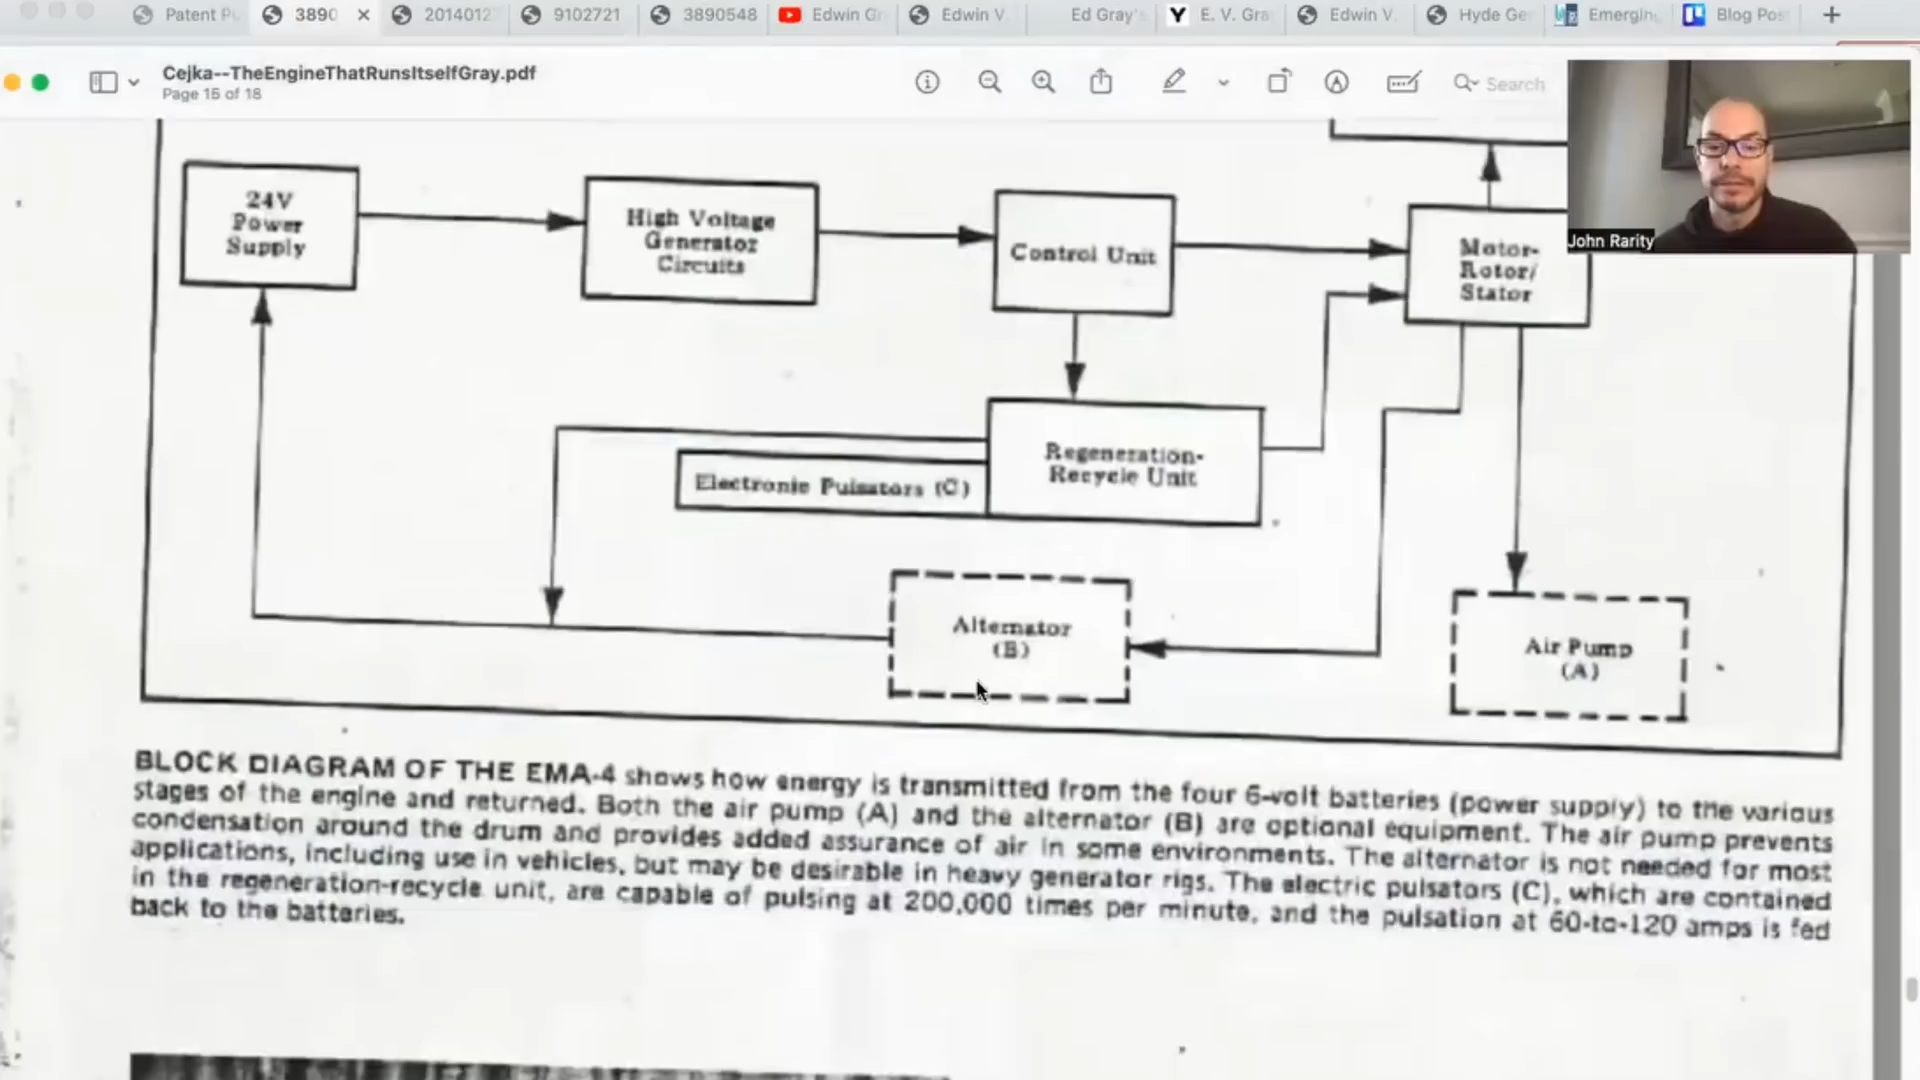 Patent Pu
3890
20140127
9102721
3890548
Edwin Gr
Edwin V.
Ed Gray's
E. V. Gra
Edwin V.
Hyde Ge
Emerging
Blog Pos
Cejka--TheEngineThatRunsItselfGray.pdf
Page 15 of 18
Search
John Rarity
24V
Power
Supply
High Voltage
Generator
Circuits
Control Unit
Motor-
Rotor/
Stator
Regeneration-
Recycle Unit
Electronic Pulsators (C)
Alternator
(B)
Air Pump
(A)
BLOCK DIAGRAM OF THE EMA-4 shows how energy is transmitted from the four 6-volt batteries (power supply) to the various
stages of the engine and returned. Both the air pump (A) and the alternator (B) are optional equipment. The air pump prevents
condensation around the drum and provides added assurance of air in some environments. The alternator is not needed for most
applications, including use in vehicles, but may be desirable in heavy generator rigs. The electric pulsators (C), which are contained
in the regeneration-recycle unit, are capable of pulsing at 200,000 times per minute, and the pulsation at 60-to-120 amps is fed
back to the batteries.